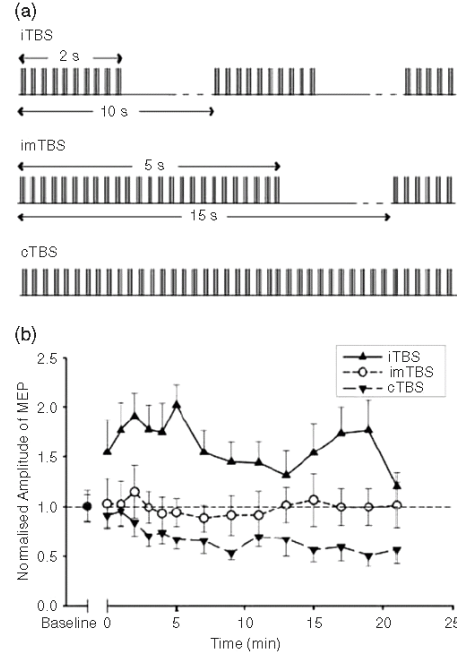 (a)
iTBS
2 s
10 s
imTBS
5 s
15 s
cTBS
(b)
2.5
2.0
1.5
1.0
0.5
0.0
Normalised Amplitude of MEP
iTBS
imTBS
cTBS
Baseline 0 5 10 15 20 25
Time (min)